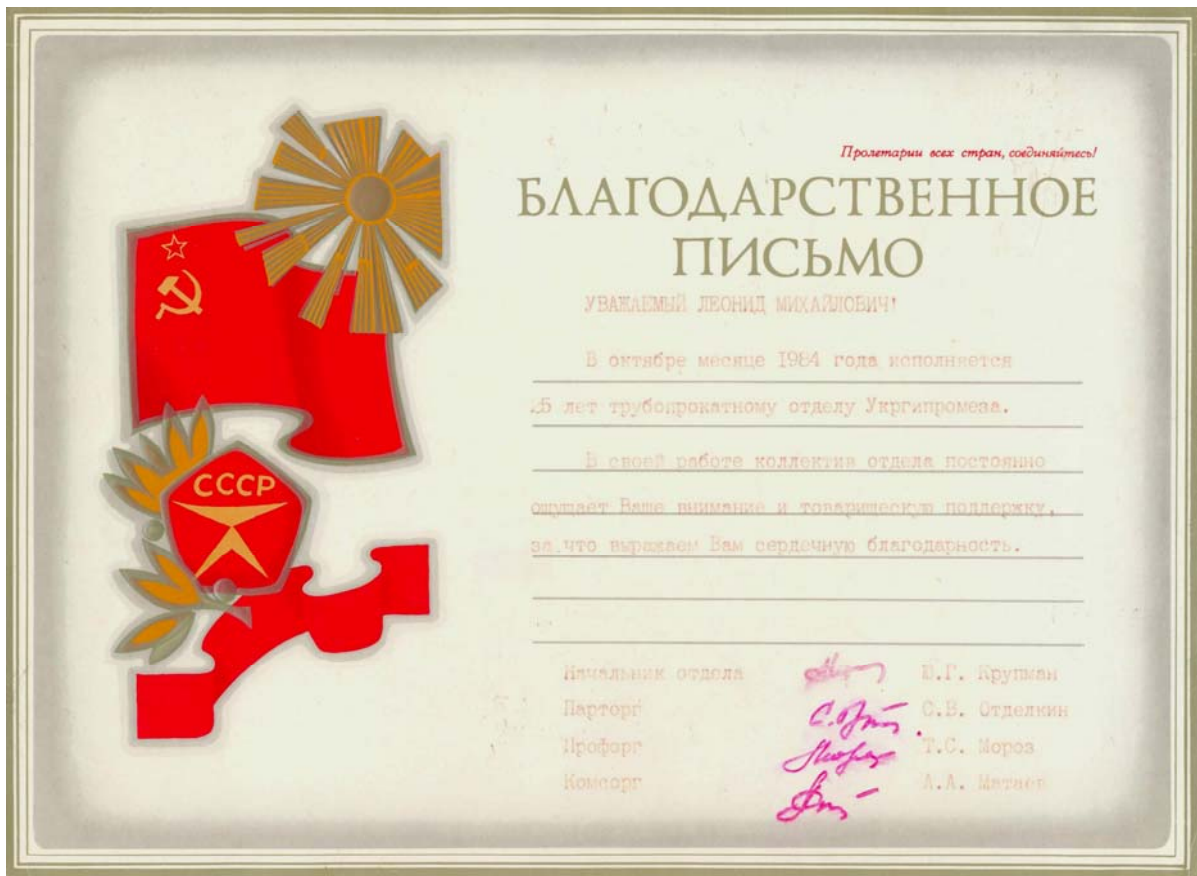 Пролетарии всех стран, соединяйтесь!
БЛАГОДАРСТВЕННОЕ
ПИСЬМО
УВАЖАЕМЫЙ ЛЕОНИД МИХАЙЛОВИЧ!
В октябре месяце 1984 года исполняется
25 лет трубопрокатному отделу Укргипромеза.
В своей работе коллектив отдела постоянно
ощущает Ваше внимание и товарищескую поддержку,
за что выражаем Вам сердечную благодарность.
СССР
Начальник отдела В.Г. Крупман
Парторг С.В. Отделкин
Профорг Т.С. Мороз
Комсорг А.А. Матаев